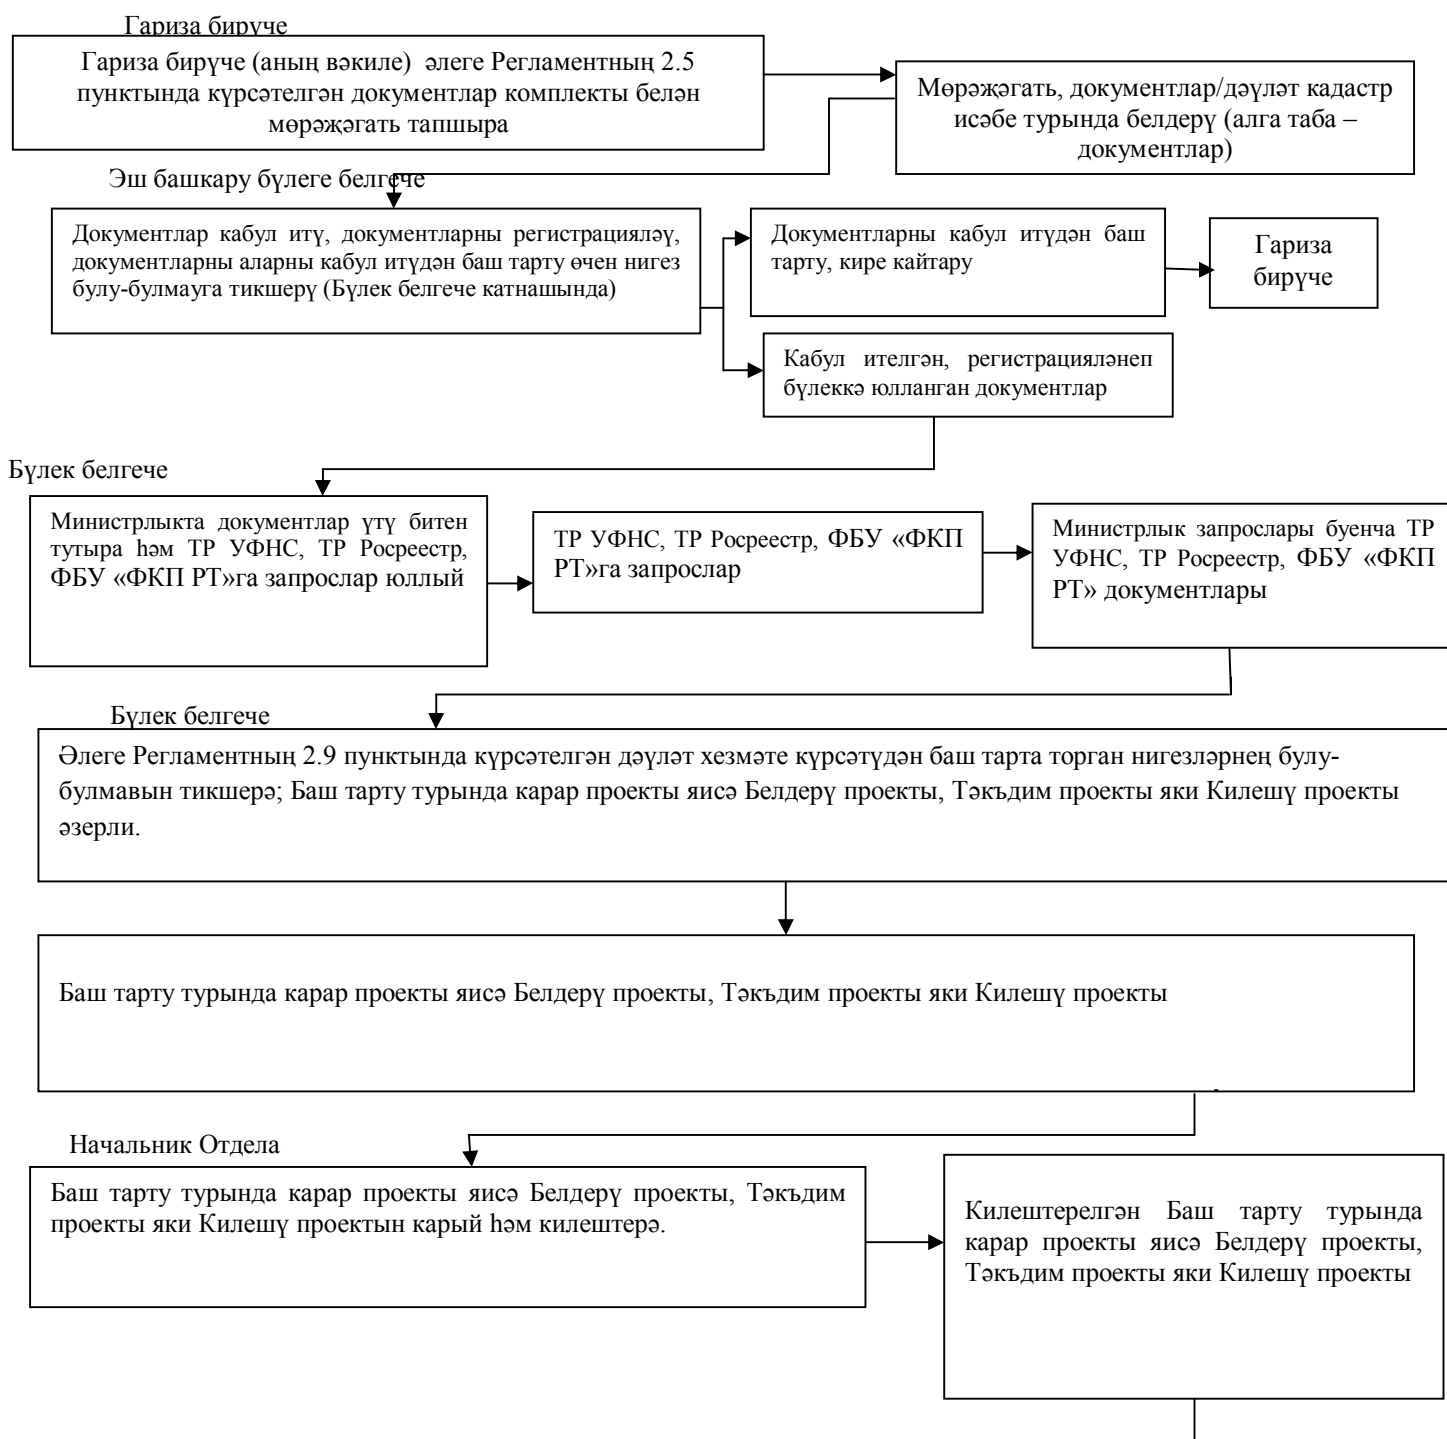 Гариза бирүче
Гариза бирүче (аның вәкиле) әлеге Регламентның 2.5
пунктында күрсәтелгән документлар комплекты белән
мөрәҗәгать тапшыра
Мөрәҗәгать, документлар/дәүләт кадастр
исәбе турында белдерү (алга таба –
документлар)
Эш башкару бүлеге белгече
Документлар кабул итү, документларны регистрацияләү,
документларны аларны кабул итүдән баш тарту өчен нигез
булу-булмауга тикшерү (Бүлек белгече катнашында)
Документларны кабул итүдән баш
тарту, кире кайтару
Гариза
бирүче
Кабул ителгән, регистрацияләнеп
бүлеккә юлланган документлар
Бүлек белгече
Министрлыкта документлар үтү битен
тутыра һәм ТР УФНС, ТР Росреестр,
ФБУ «ФКП РТ»га запрослар юллый
ТР УФНС, ТР Росреестр, ФБУ «ФКП
РТ»га запрослар
Министрлык запрослары буенча ТР
УФНС, ТР Росреестр, ФБУ «ФКП
РТ» документлары
Бүлек белгече
Әлеге Регламентның 2.9 пунктында күрсәтелгән дәүләт хезмәте күрсәтүдән баш тарта торган нигезләрнең булу-
булмавын тикшерә; Баш тарту турында карар проекты яисә Белдерү проекты, Тәкъдим проекты яки Килешү проекты
әзерли.
Баш тарту турында карар проекты яисә Белдерү проекты, Тәкъдим проекты яки Килешү проекты
Начальник Отдела
Баш тарту турында карар проекты яисә Белдерү проекты, Тәкъдим
проекты яки Килешү проектын карый һәм килештерә.
Килештерелгән Баш тарту турында
карар проекты яисә Белдерү проекты,
Тәкъдим проекты яки Килешү проекты